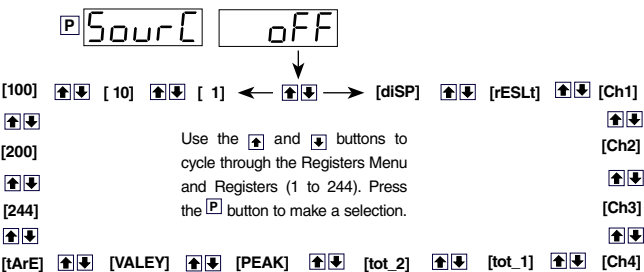 P SourC oFF
[100] [ 10] [ 1] [diSP] [rESLt] [Ch1]
[200] [Ch2]
[244] [Ch3]
[tArE] [VALEY] [PEAK] [tot_2] [tot_1] [Ch4]
Use the and buttons to
cycle through the Registers Menu
and Registers (1 to 244). Press
the P button to make a selection.